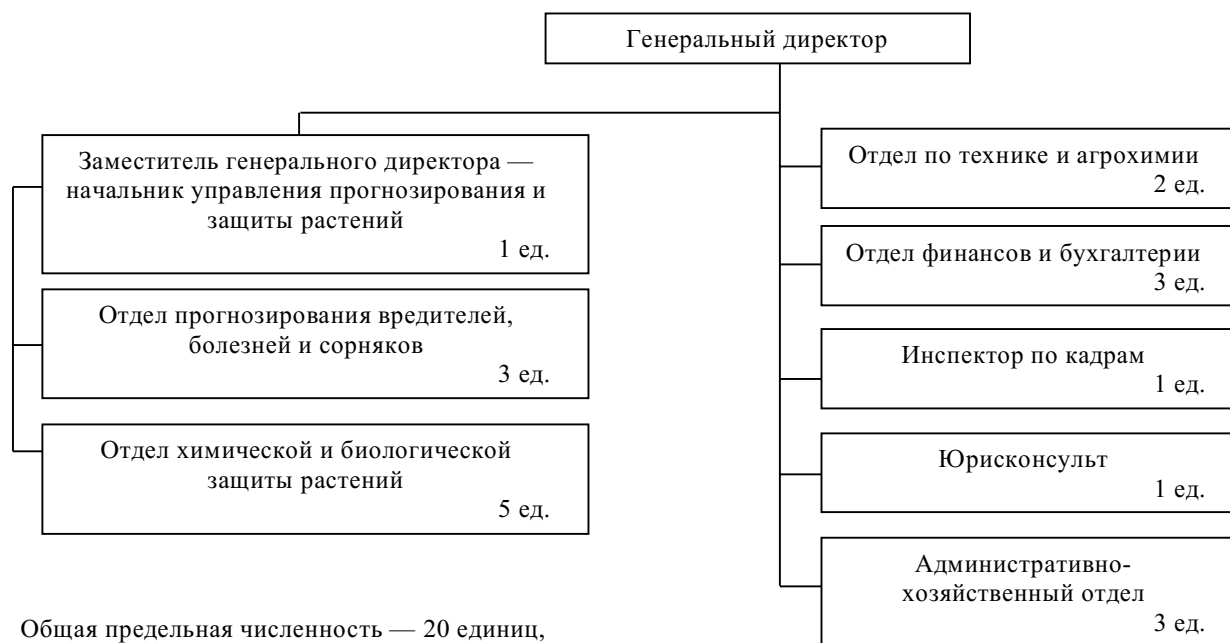 Генеральный директор
Заместитель генерального директора —
начальник управления прогнозирования и
защиты растений
1 ед.
Отдел прогнозирования вредителей,
болезней и сорняков
3 ед.
Отдел химической и биологической
защиты растений
5 ед.
Отдел по технике и агрохимии
2 ед.
Отдел финансов и бухгалтерии
3 ед.
Инспектор по кадрам
1 ед.
Юрисконсульт
1 ед.
Административно-
хозяйственный отдел
3 ед.
Общая предельная численность — 20 единиц,